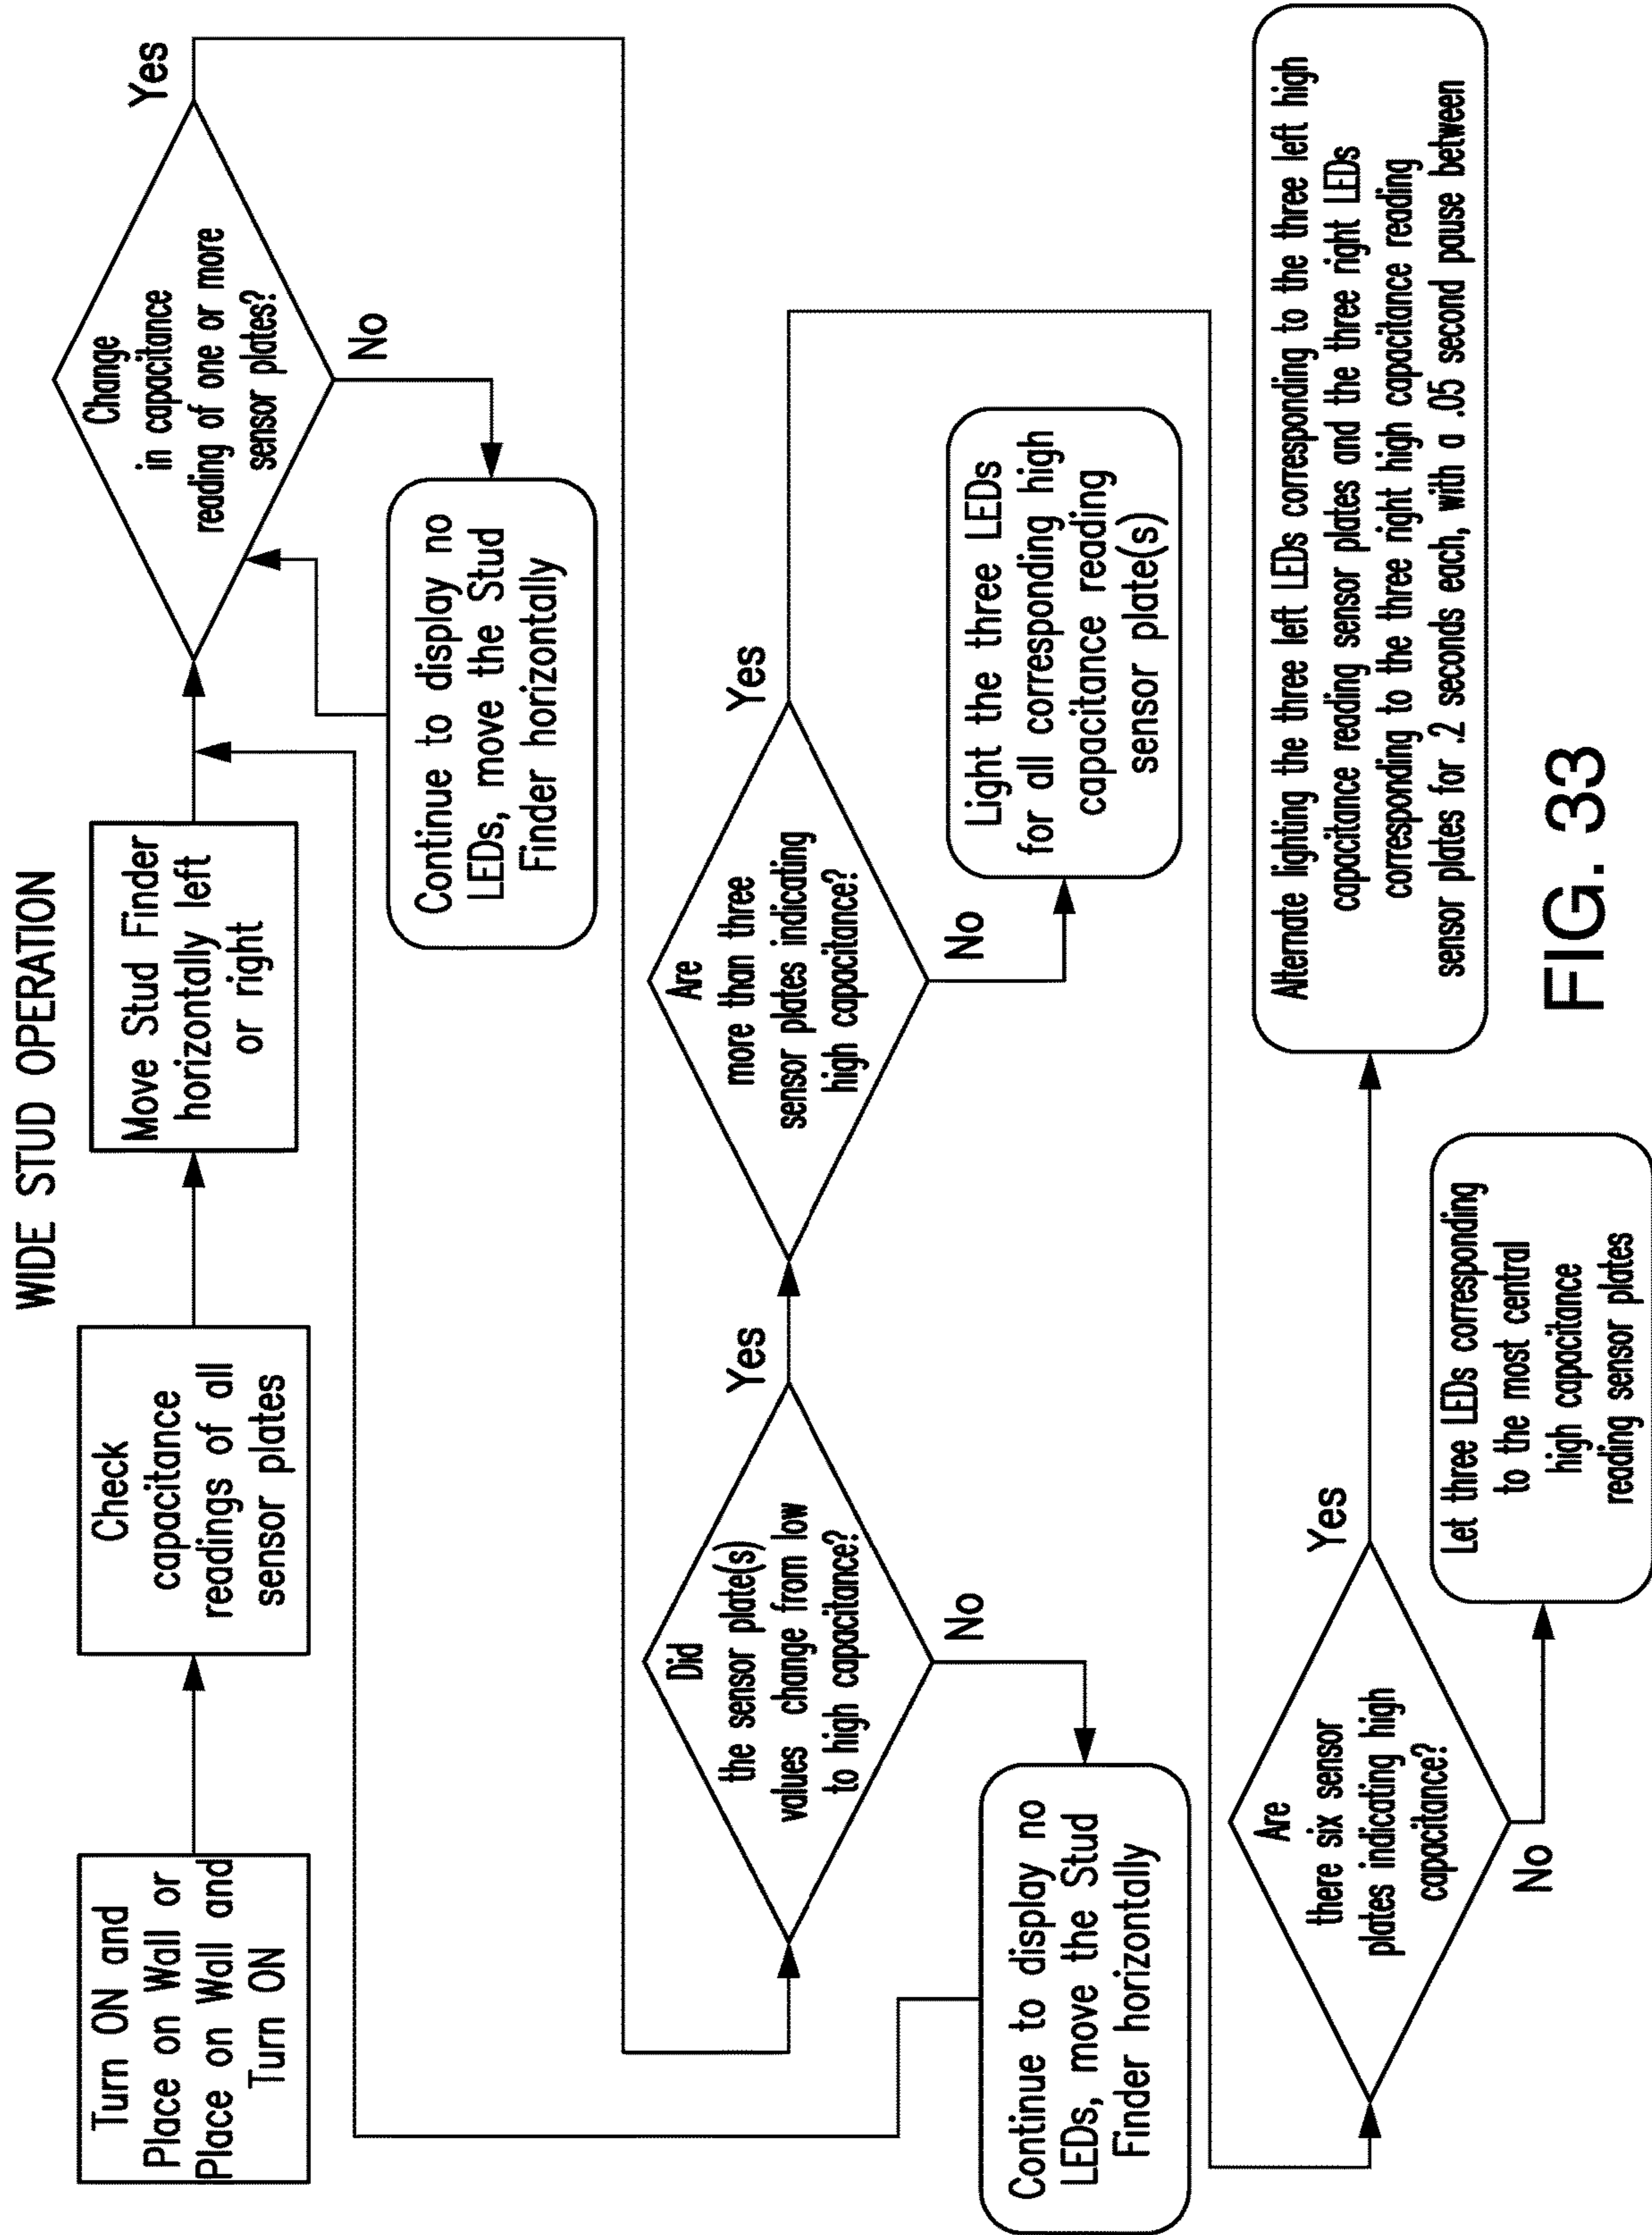 WIDE STUD OPERATION
Turn ON and
Place on Wall or
Place on Wall and
Turn ON
Check
capacitance
readings of all
sensor plates
Move Stud Finder
horizontally left
or right
Change
in capacitance
reading of one or more
sensor plates?
Yes
No
Continue to display no
LEDs, move the Stud
Finder horizontally
Did
the sensor plate(s)
values change from low
to high capacitance?
Yes
No
Continue to display no
LEDs, move the Stud
Finder horizontally
Are
more than three
sensor plates indicating
high capacitance?
Yes
No
Light the three LEDs
for all corresponding high
capacitance reading
sensor plate(s)
Are
there six sensor
plates indicating high
capacitance?
Yes
No
Let three LEDs corresponding
to the most central
high capacitance
reading sensor plates
Alternate lighting the three left LEDs corresponding to the three left high
capacitance reading sensor plates and the three right LEDs
corresponding to the three right high capacitance reading
sensor plates for .2 seconds each, with a .05 second pause between
FIG. 33